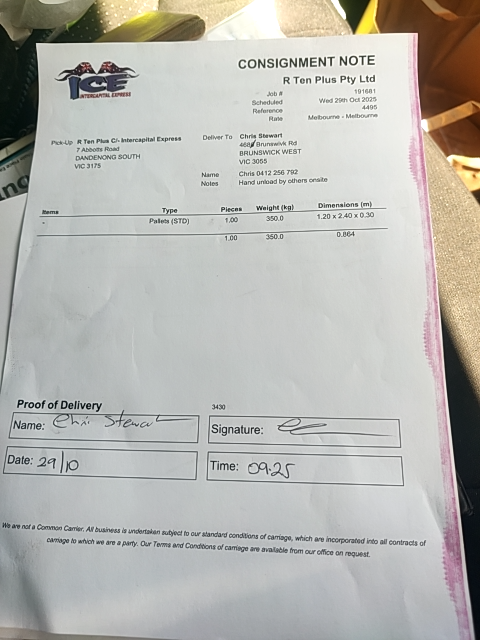 CONSIGNMENT NOTE
R Ten Plus Pty Ltd
ICE
INTERCAPITAL EXPRESS
Job # 191681
Scheduled Wed 29th Oct 2025
Reference 4495
Rate Melbourne - Melbourne
Pick-Up R Ten Plus C/- Intercapital Express
7 Abbotts Road
DANDENONG SOUTH
VIC 3175
Deliver To Chris Stewart
Brunswivk Rd
BRUNSWICK WEST
VIC 3055
Name Chris 0412 256 792
Notes Hand unload by others onsite
Items Type Pieces Weight (kg) Dimensions (m)
- Pallets (STD) 1.00 350.0 1.20 x 2.40 x 0.30
1.00 350.0 0.864
Proof of Delivery 3430
Name: Chris Stewart Signature:
Date: 29/10 Time: 09.25
We are not a Common Carrier. All business is undertaken subject to our standard conditions of carriage, which are incorporated into all contracts of
carriage to which we are a party. Our Terms and Conditions of carriage are available from our office on request.